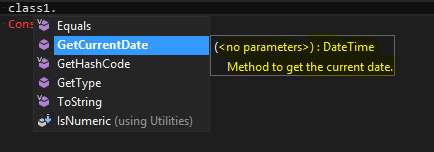 class1.
Cons
Equals
GetCurrentDate
GetHashCode
GetType
ToString
IsNumeric (using Utilities)
(<no parameters>) : DateTime
Method to get the current date.